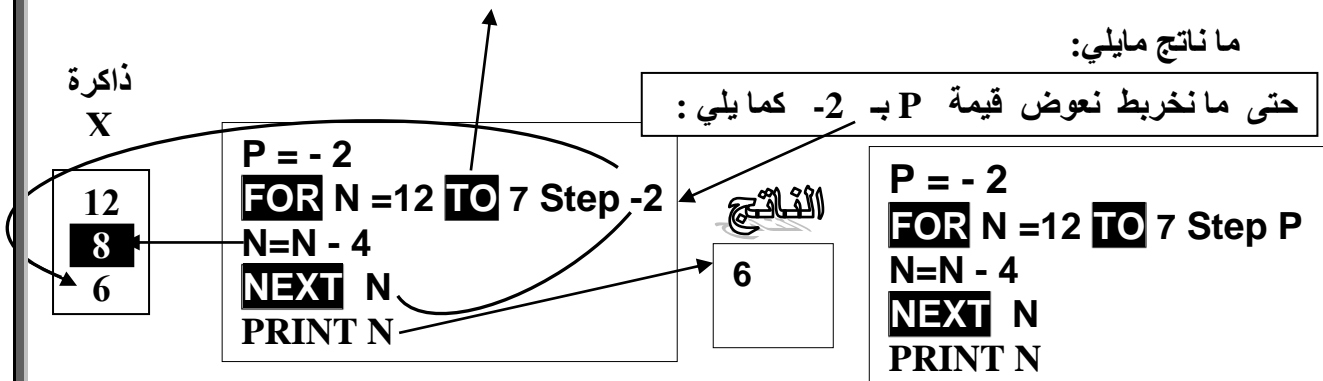 ما ناتج مايلي:
حتى ما نخربط نعوض قيمة P بـ -2 كما يلي :
P = - 2
FOR N =12 TO 7 Step P
N=N - 4
NEXT N
PRINT N
P = - 2
FOR N =12 TO 7 Step -2
N=N - 4
NEXT N
PRINT N
الناتج
6
ذاكرة
X
12
8
6